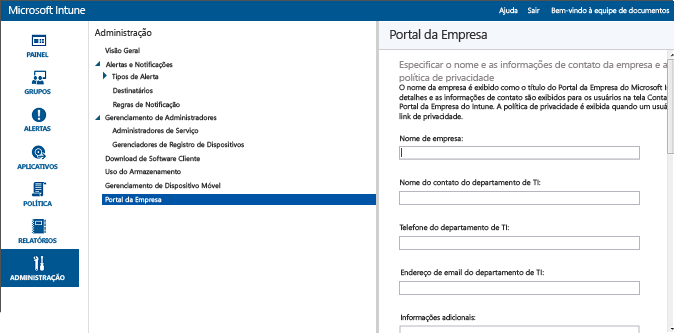 Microsoft Intune
Ajuda Sair Bem-vindo à equipe de documentos
PAINEL
GRUPOS
ALERTAS
APLICATIVOS
POLÍTICA
RELATÓRIOS
ADMINISTRAÇÃO
Administração
Visão Geral
Alertas e Notificações
Tipos de Alerta
Destinatários
Regras de Notificação
Gerenciamento de Administradores
Administradores de Serviço
Gerenciadores de Registro de Dispositivos
Download de Software Cliente
Uso do Armazenamento
Gerenciamento de Dispositivo Móvel
Portal da Empresa
Portal da Empresa
Especificar o nome e as informações de contato da empresa e a
política de privacidade
O nome da empresa é exibido como o título do Portal da Empresa do Microsoft I
detalhes e as informações de contato são exibidos para os usuários na tela Conta
Portal da Empresa do Intune. A política de privacidade é exibida quando um usuá
link de privacidade.
Nome de empresa:
Nome do contato do departamento de TI:
Telefone do departamento de TI:
Endereço de email do departamento de TI:
Informações adicionais: